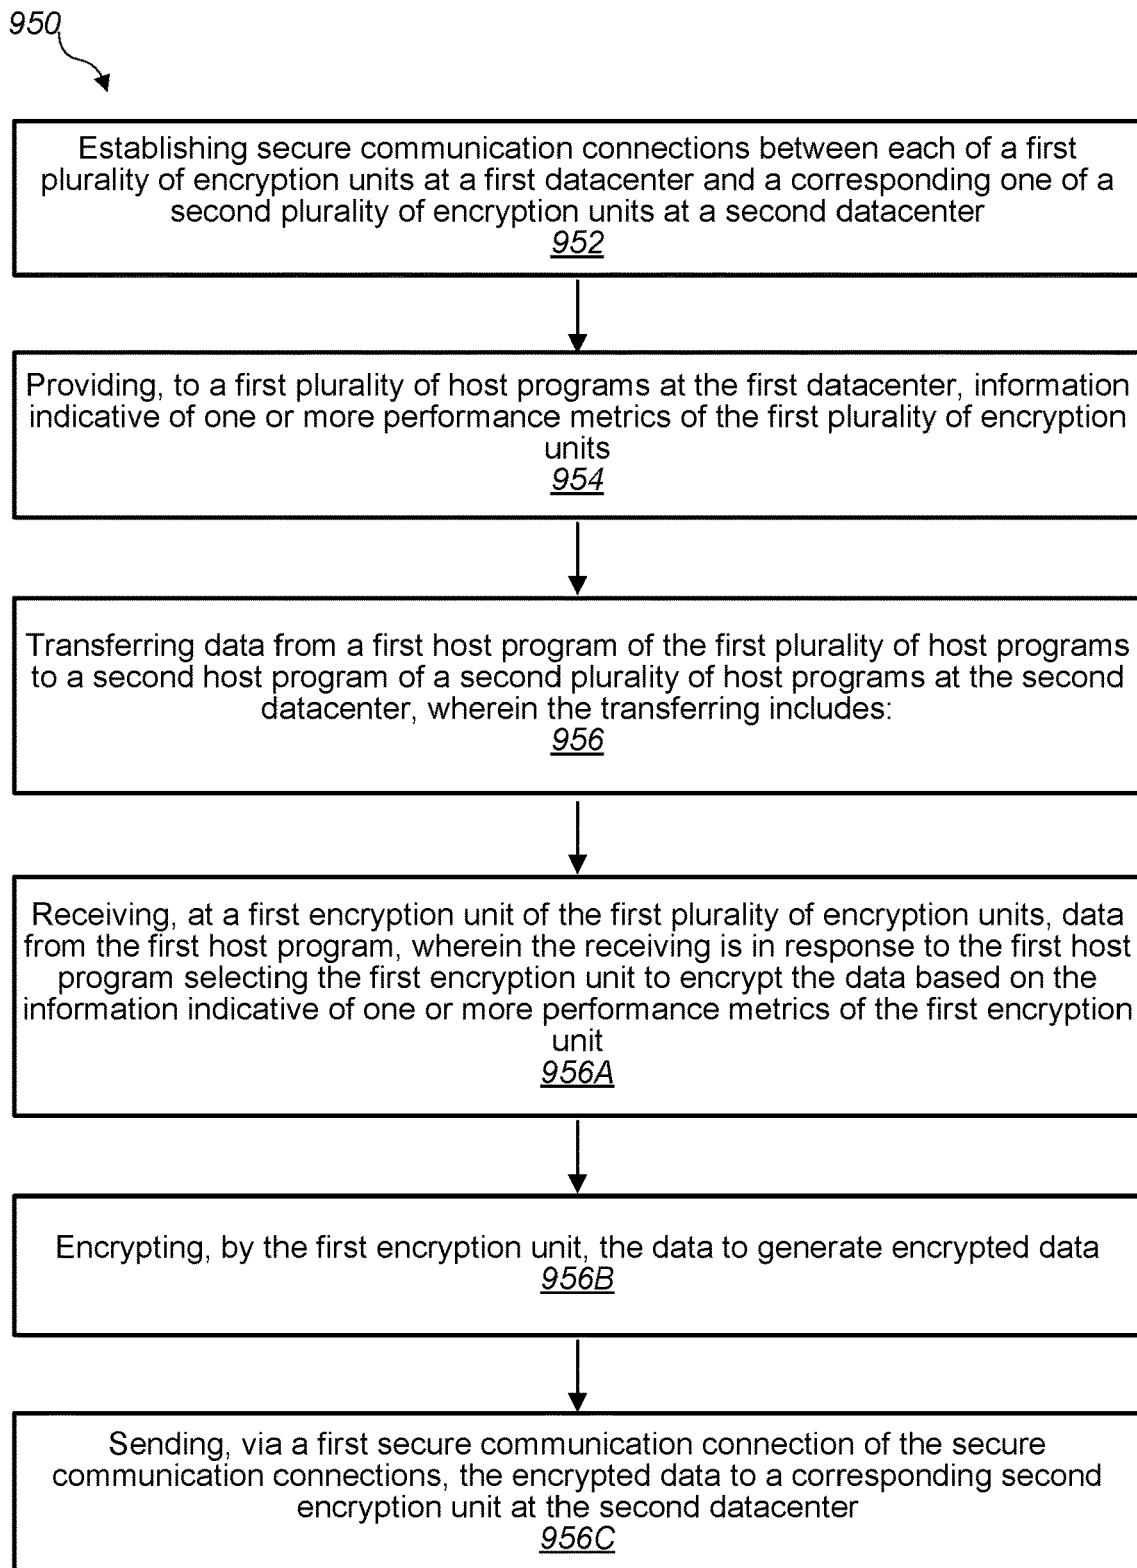 950
Establishing secure communication connections between each of a first
plurality of encryption units at a first datacenter and a corresponding one of a
second plurality of encryption units at a second datacenter
952
Providing, to a first plurality of host programs at the first datacenter, information
indicative of one or more performance metrics of the first plurality of encryption
units
954
Transferring data from a first host program of the first plurality of host programs
to a second host program of a second plurality of host programs at the second
datacenter, wherein the transferring includes:
956
Receiving, at a first encryption unit of the first plurality of encryption units, data
from the first host program, wherein the receiving is in response to the first host
program selecting the first encryption unit to encrypt the data based on the
information indicative of one or more performance metrics of the first encryption
unit
956A
Encrypting, by the first encryption unit, the data to generate encrypted data
956B
Sending, via a first secure communication connection of the secure
communication connections, the encrypted data to a corresponding second
encryption unit at the second datacenter
956C